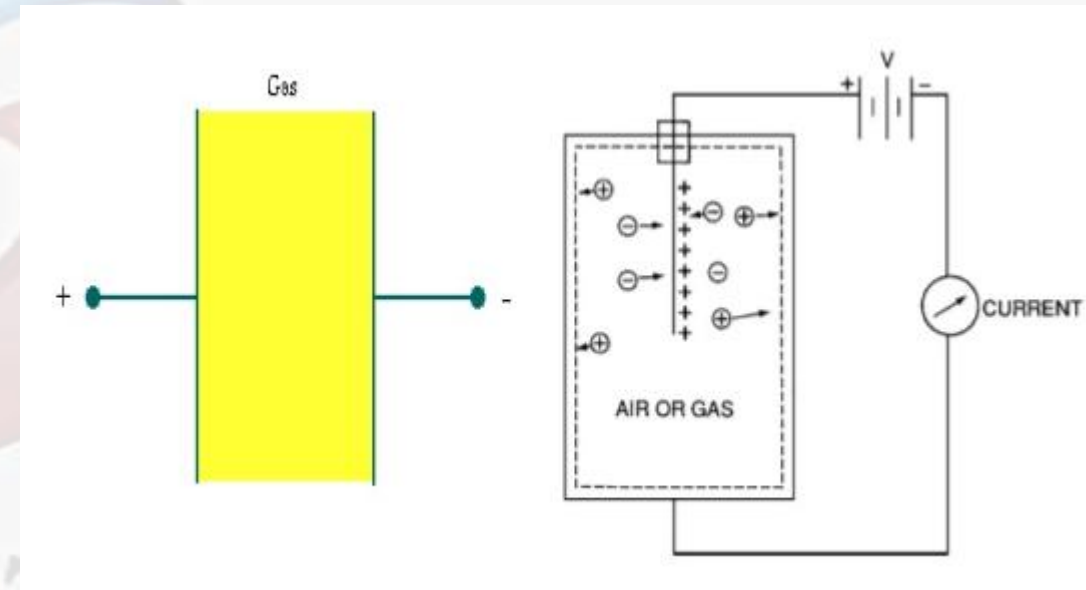 Gas
+ -
V
+ -
+
+
+
+
+
+
+
+
+ - - +
- -
+ +
CURRENT
AIR OR GAS